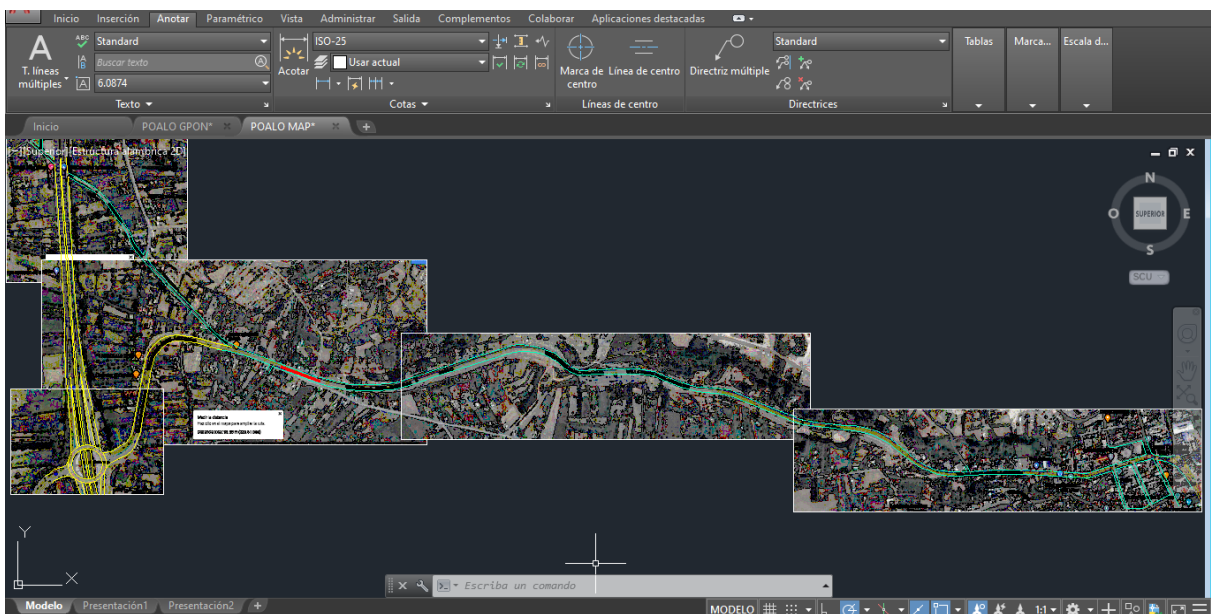 Inicio Inserción Anotar Paramétrico Vista Administrar Salida Complementos Colaborar Aplicaciones destacadas
A ABC Standard ISO-25 Standard Tablas Marca... Escala d...
Buscar texto Usar actual
T. líneas múltiples A 6.0874 Acotar Marca de centro Línea de centro Directriz múltiple
Texto Cotas Líneas de centro Directrices
Inicio POALO GPON* POALO MAP*
[–][Superior][Estructura alámbrica 2D]
N
O SUPERIOR E
S
SCU
Medir la distancia
Y
X
Escriba un comando
Modelo Presentación1 Presentación2 + MODELO 1:1